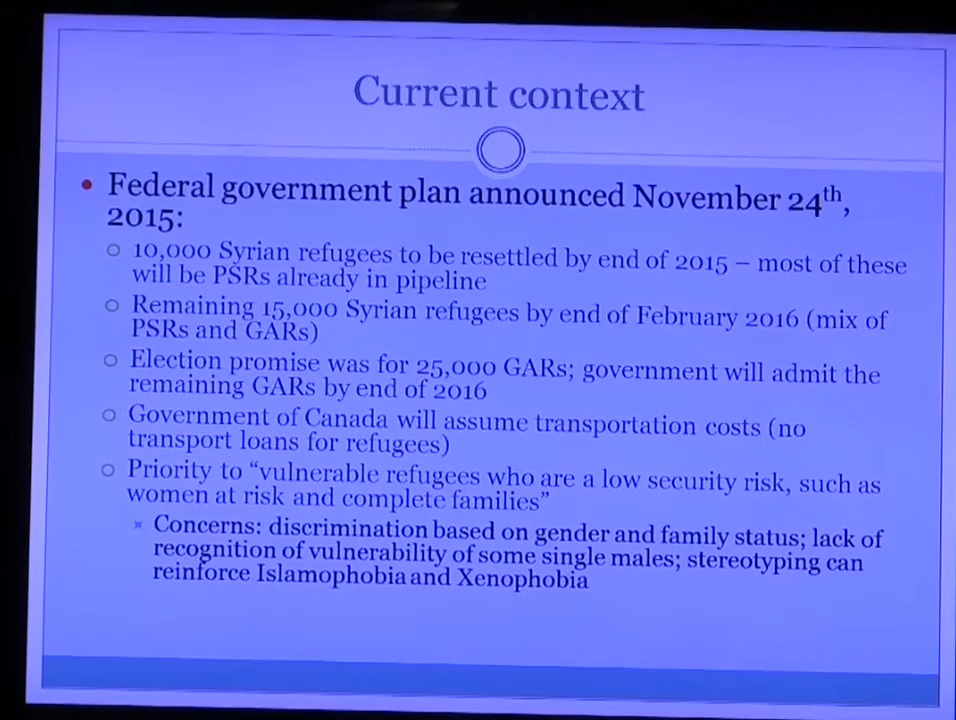 Current context
• Federal government plan announced November 24th,
2015:
○ 10,000 Syrian refugees to be resettled by end of 2015 – most of these
will be PSRs already in pipeline
○ Remaining 15,000 Syrian refugees by end of February 2016 (mix of
PSRs and GARs)
○ Election promise was for 25,000 GARs; government will admit the
remaining GARs by end of 2016
○ Government of Canada will assume transportation costs (no
transport loans for refugees)
○ Priority to “vulnerable refugees who are a low security risk, such as
women at risk and complete families”
× Concerns: discrimination based on gender and family status; lack of
recognition of vulnerability of some single males; stereotyping can
reinforce Islamophobia and Xenophobia